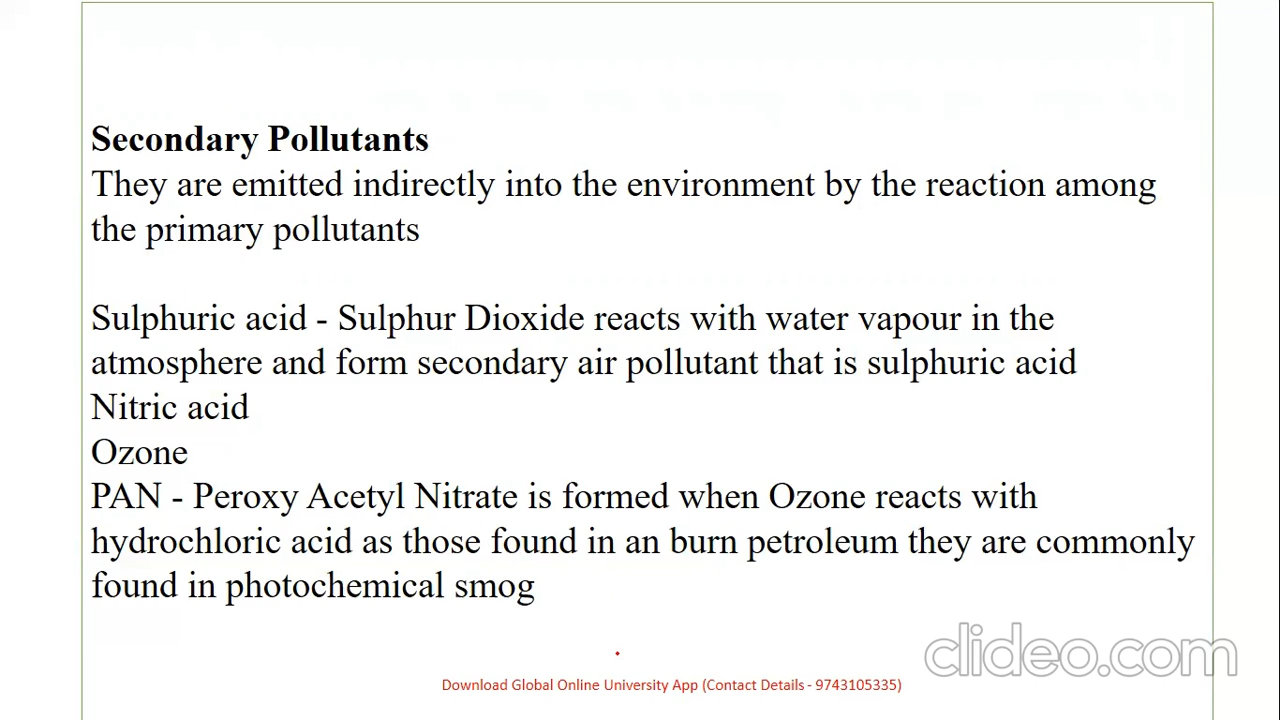 Secondary Pollutants
They are emitted indirectly into the environment by the reaction among
the primary pollutants
Sulphuric acid - Sulphur Dioxide reacts with water vapour in the
atmosphere and form secondary air pollutant that is sulphuric acid
Nitric acid
Ozone
PAN - Peroxy Acetyl Nitrate is formed when Ozone reacts with
hydrochloric acid as those found in an burn petroleum they are commonly
found in photochemical smog
clideo.com
Download Global Online University App (Contact Details - 9743105335)